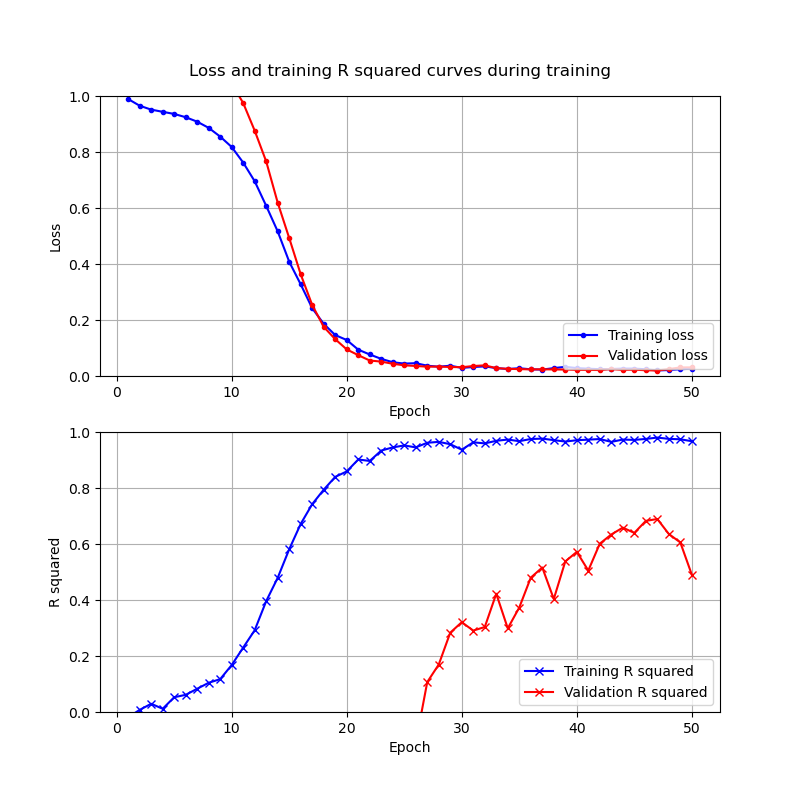 Loss and training R squared curves during training
1.0
0.8
0.6
0.4
0.2
0.0
Loss
Training loss
Validation loss
0 10 20 30 40 50
Epoch
1.0
0.8
0.6
0.4
0.2
0.0
R squared
Training R squared
Validation R squared
0 10 20 30 40 50
Epoch